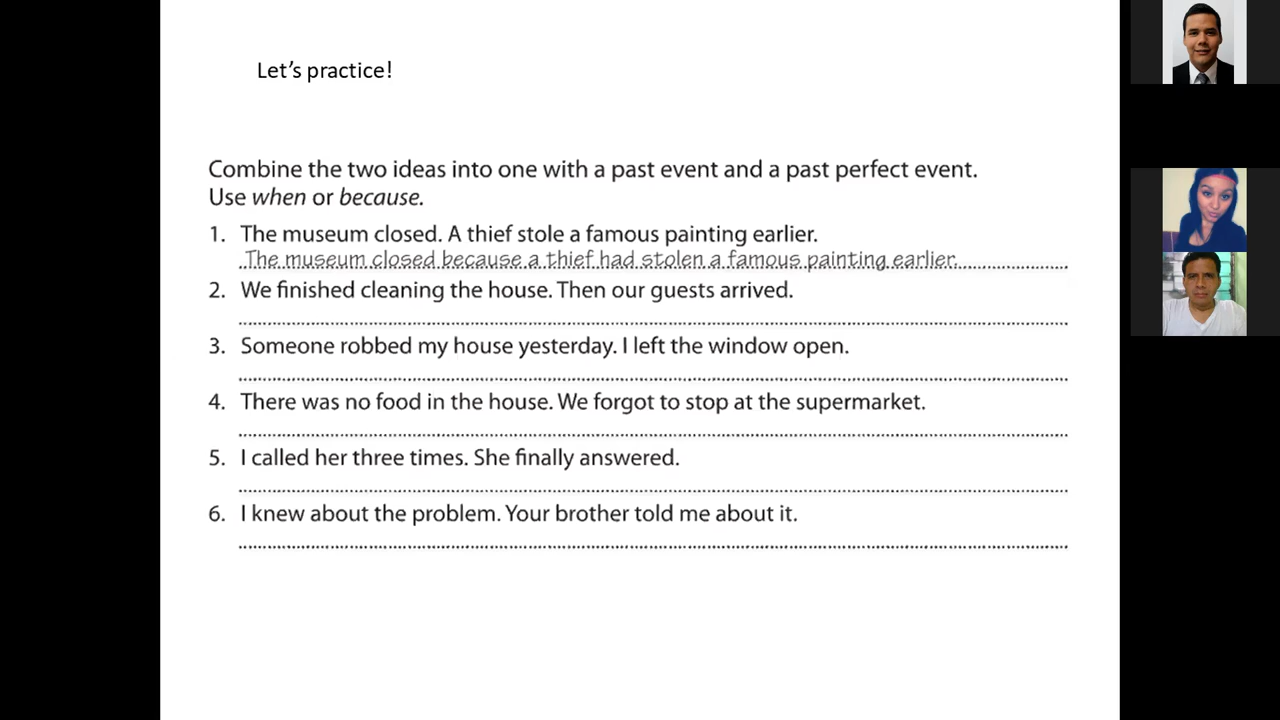 Let's practice!
Combine the two ideas into one with a past event and a past perfect event.
Use when or because.
1. The museum closed. A thief stole a famous painting earlier.
The museum closed because a thief had stolen a famous painting earlier.
2. We finished cleaning the house. Then our guests arrived.
3. Someone robbed my house yesterday. I left the window open.
4. There was no food in the house. We forgot to stop at the supermarket.
5. I called her three times. She finally answered.
6. I knew about the problem. Your brother told me about it.